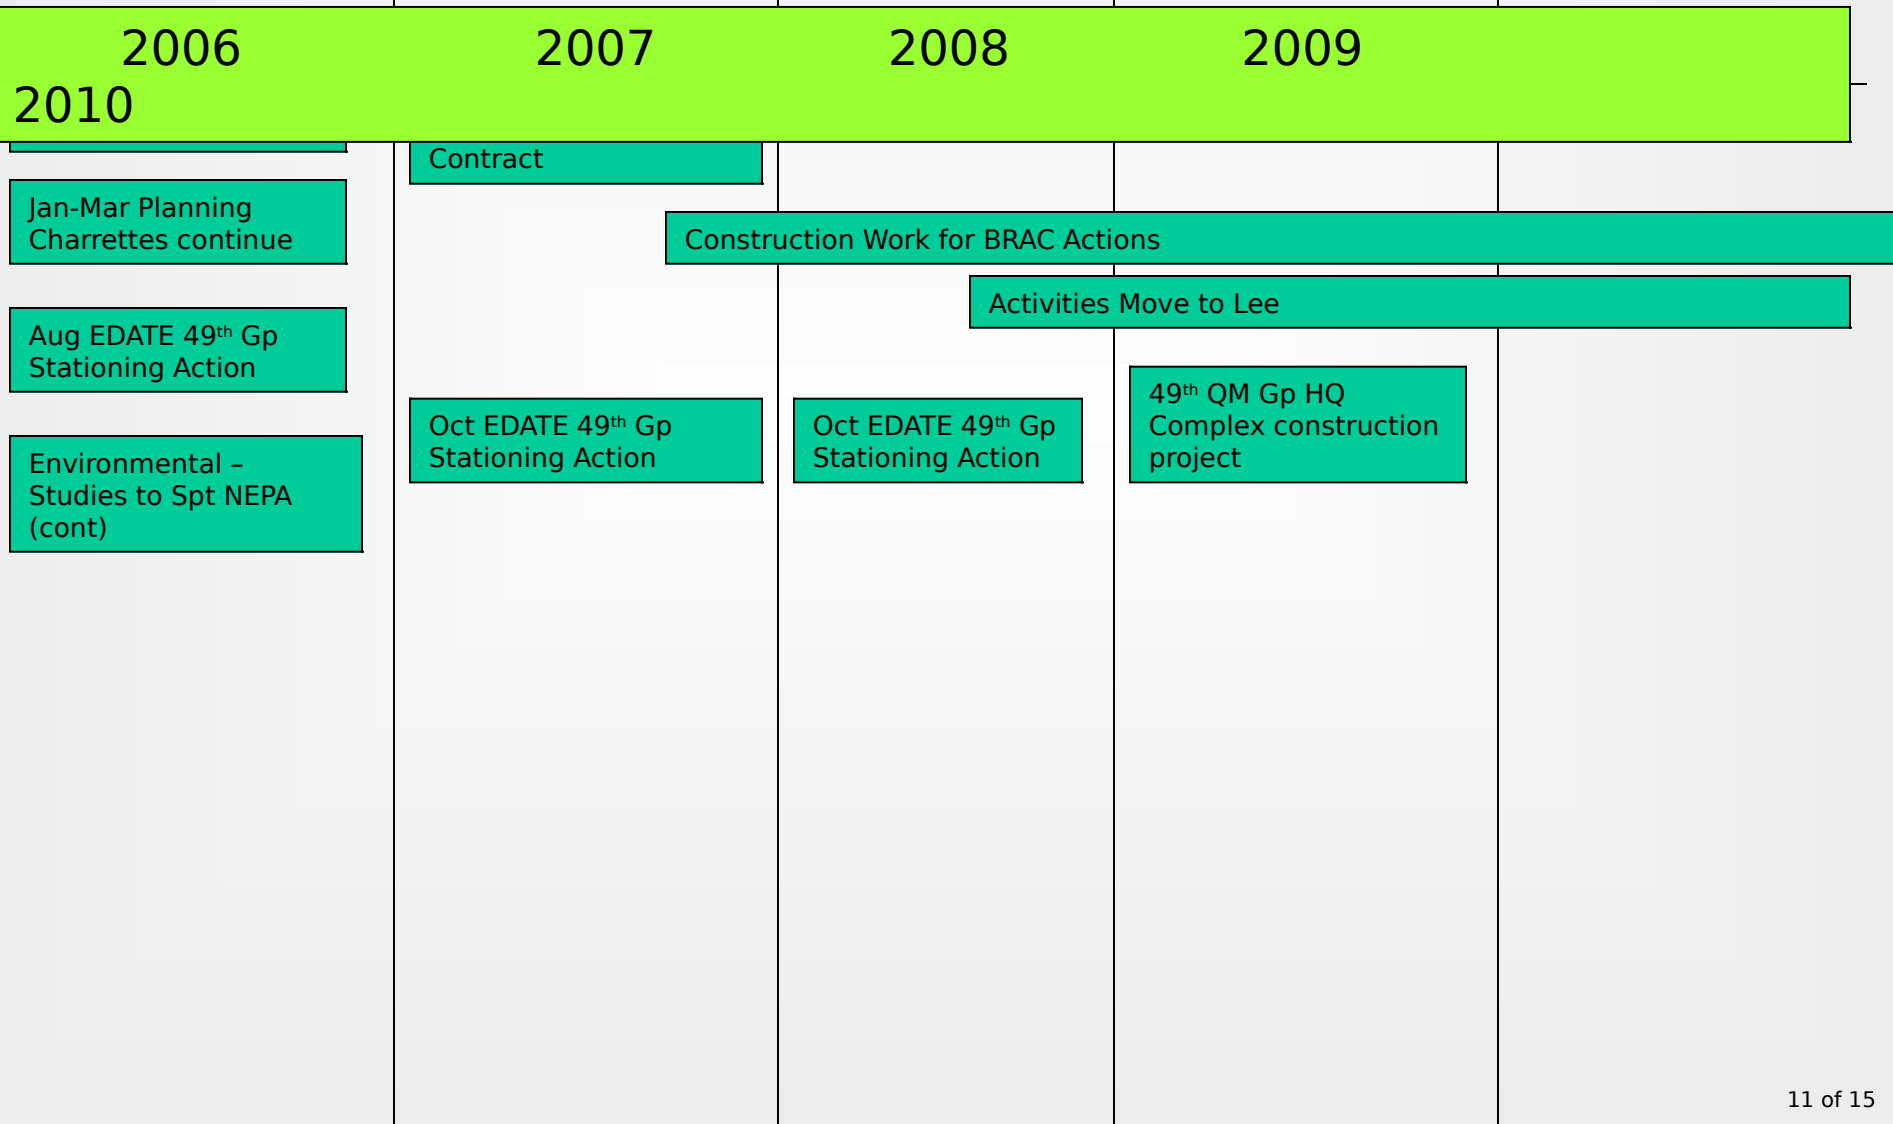 2006 2007 2008 2009
2010
Contract
Jan-Mar Planning
Charrettes continue
Construction Work for BRAC Actions
Activities Move to Lee
Aug EDATE 49th Gp
Stationing Action
Oct EDATE 49th Gp
Stationing Action
Oct EDATE 49th Gp
Stationing Action
49th QM Gp HQ
Complex construction
project
Environmental –
Studies to Spt NEPA
(cont)
11 of 15